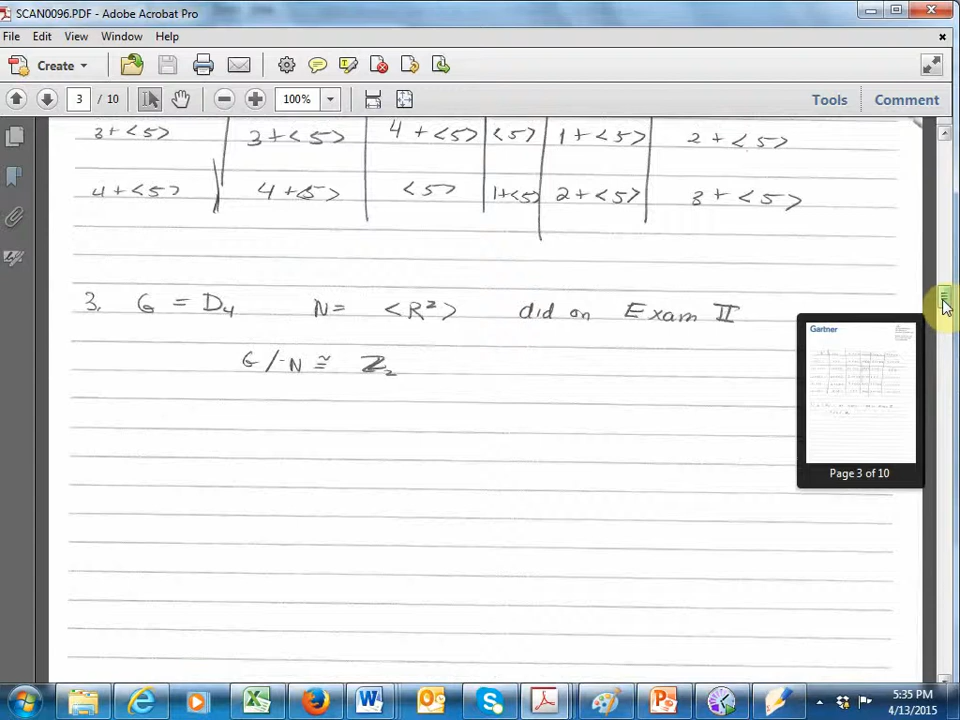 SCAN0096.PDF - Adobe Acrobat Pro
File Edit View Window Help
Create
3 / 10 100% Tools Comment
3+<5> 3+<5> 4+<5> <5> 1+<5> 2+<5>
4+<5> 4+<5> <5> 1+<5> 2+<5> 3+<5>
3. G = D4 N= <R²> did on Exam II
G/N ≅ Z₂
Gartner
Page 3 of 10
5:35 PM
4/13/2015